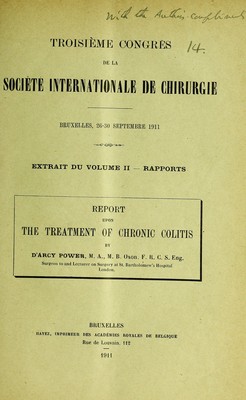 With the Authors compliments
14.
TROISIÈME CONGRÈS
DE LA
SOCIÉTÉ INTERNATIONALE DE CHIRURGIE
BRUXELLES, 26-30 SEPTEMBRE 1911
EXTRAIT DU VOLUME II — RAPPORTS
REPORT
UPON
THE TREATMENT OF CHRONIC COLITIS
BY
D'ARCY POWER, M. A., M. B. Oxon, F. R. C. S. Eng.
Surgeon to and Lecturer on Surgery at St. Bartholomew's Hospital
London.
BRUXELLES
HAYEZ, IMPRIMEUR DES ACADÉMIES ROYALES DE BELGIQUE
Rue de Louvain, 112
1911